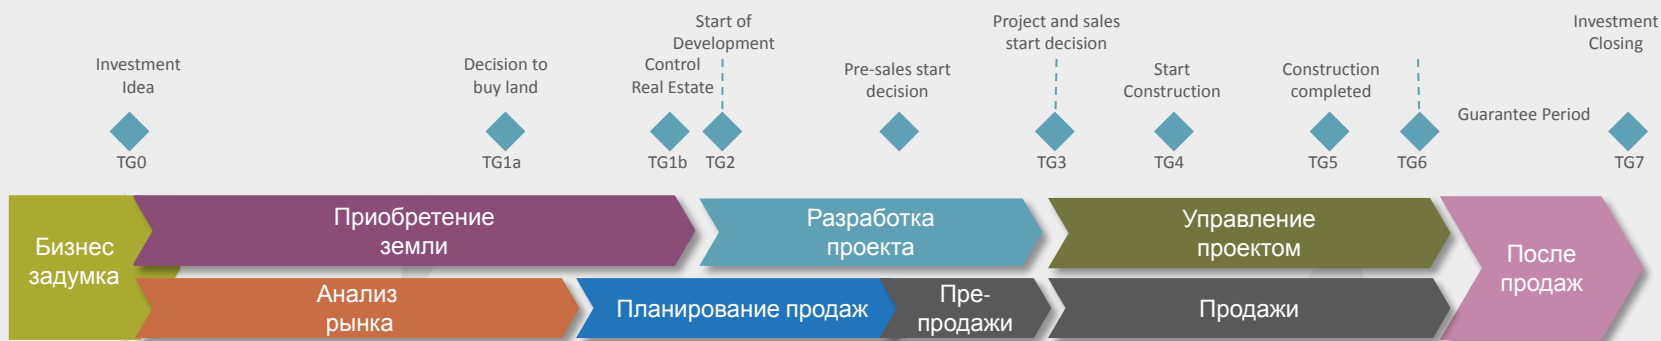 Investment
Idea
Decision to
buy land
Start of
Development
Control
Real Estate
Pre-sales start
decision
Project and sales
start decision
Start
Construction
Construction
completed
Guarantee Period
Investment
Closing
TG0
TG1a
TG1b
TG2
TG3
TG4
TG5
TG6
TG7
Бизнес
задумка
Приобретение
земли
Разработка
проекта
Управление
проектом
Анализ
рынка
Планирование продаж
Пре-
продажи
Продажи
После
продаж